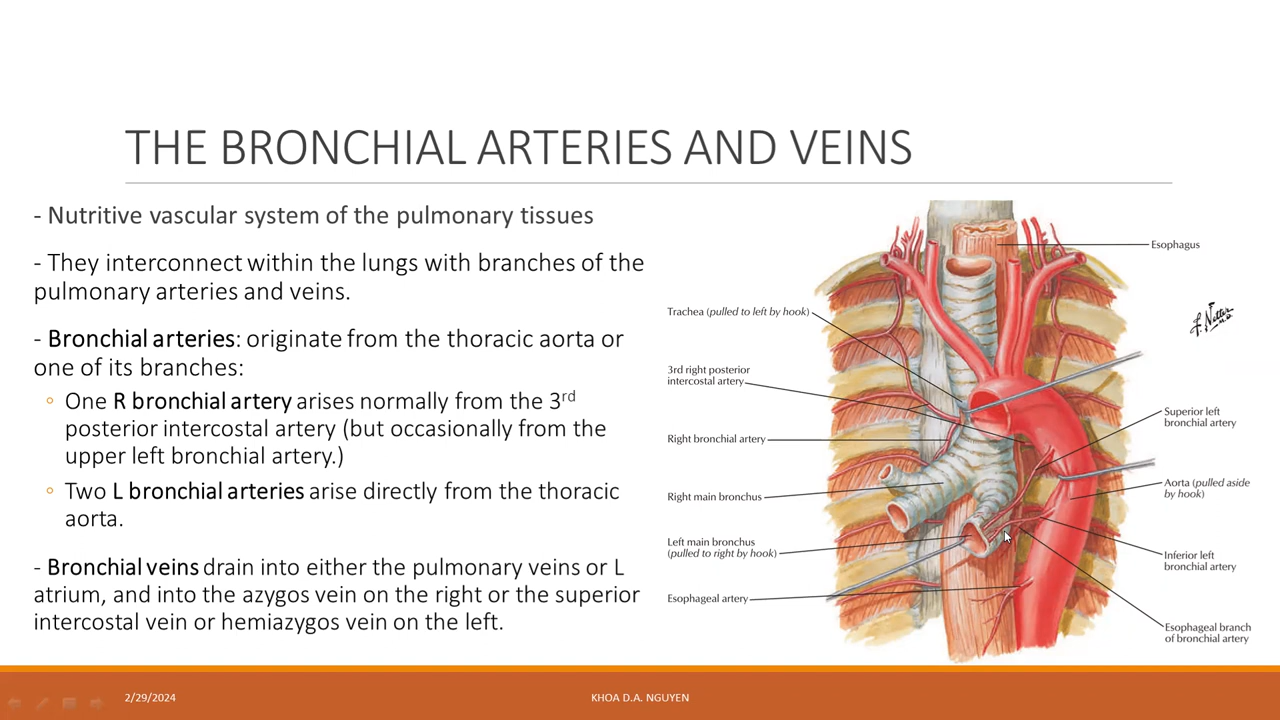 THE BRONCHIAL ARTERIES AND VEINS
- Nutritive vascular system of the pulmonary tissues
- They interconnect within the lungs with branches of the
pulmonary arteries and veins.
- Bronchial arteries: originate from the thoracic aorta or
one of its branches:
One R bronchial artery arises normally from the 3rd
posterior intercostal artery (but occasionally from the
upper left bronchial artery.)
Two L bronchial arteries arise directly from the thoracic
aorta.
- Bronchial veins drain into either the pulmonary veins or L
atrium, and into the azygos vein on the right or the superior
intercostal vein or hemiazygos vein on the left.
Trachea (pulled to left by hook)
3rd right posterior
intercostal artery
Right bronchial artery
Right main bronchus
Left main bronchus
(pulled to right by hook)
Esophageal artery
Esophagus
F. Netter
M.D.
Superior left
bronchial artery
Aorta (pulled aside
by hook)
Inferior left
bronchial artery
Esophageal branch
of bronchial artery
2/29/2024
KHOA D.A. NGUYEN